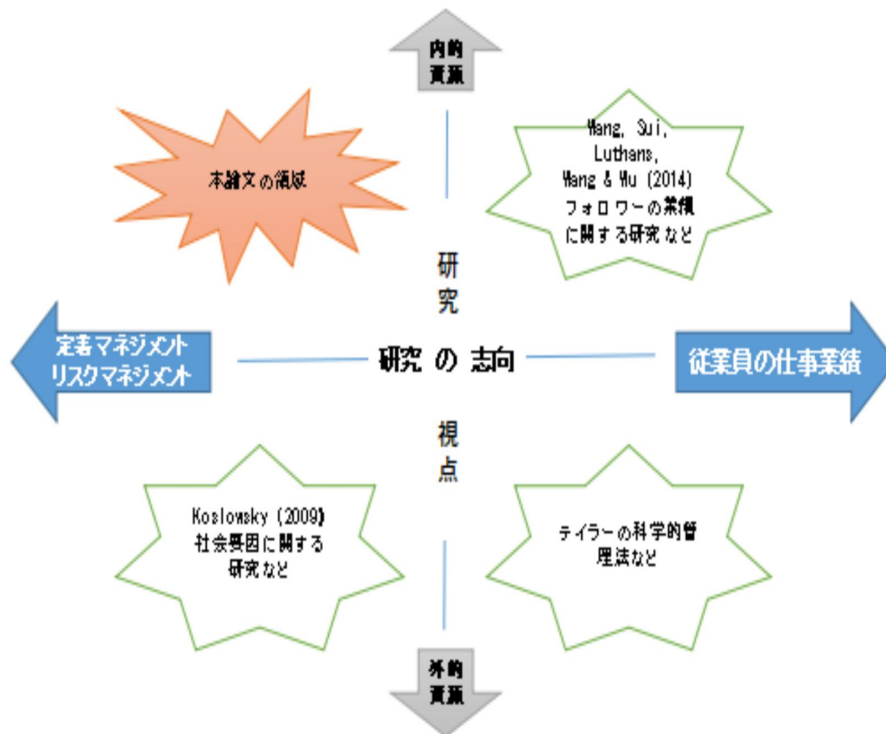 内的
資源
本論文の領域
Wang, Sui,
Luthans,
Wang & Wu (2014)
フォロワーの業績
に関する研究など
研
究
定着マネジメント
リスクマネジメント
研究 の 志向
従業員の仕事業績
視
点
Koslowsky (2009)
社会要因に関する
研究など
テイラーの科学的管
理法など
外的
資源